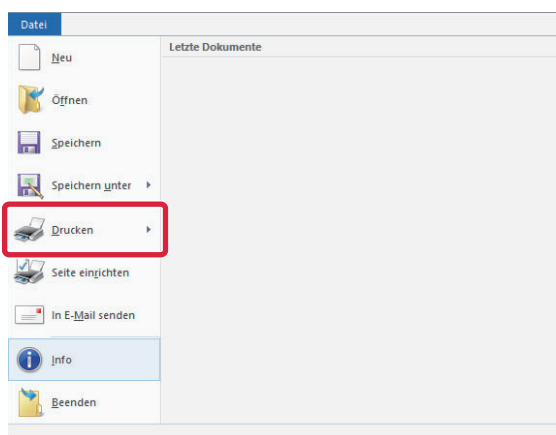 Datei
Letzte Dokumente
Neu
Öffnen
Speichern
Speichern unter
Drucken
Seite einrichten
In E-Mail senden
Info
Beenden